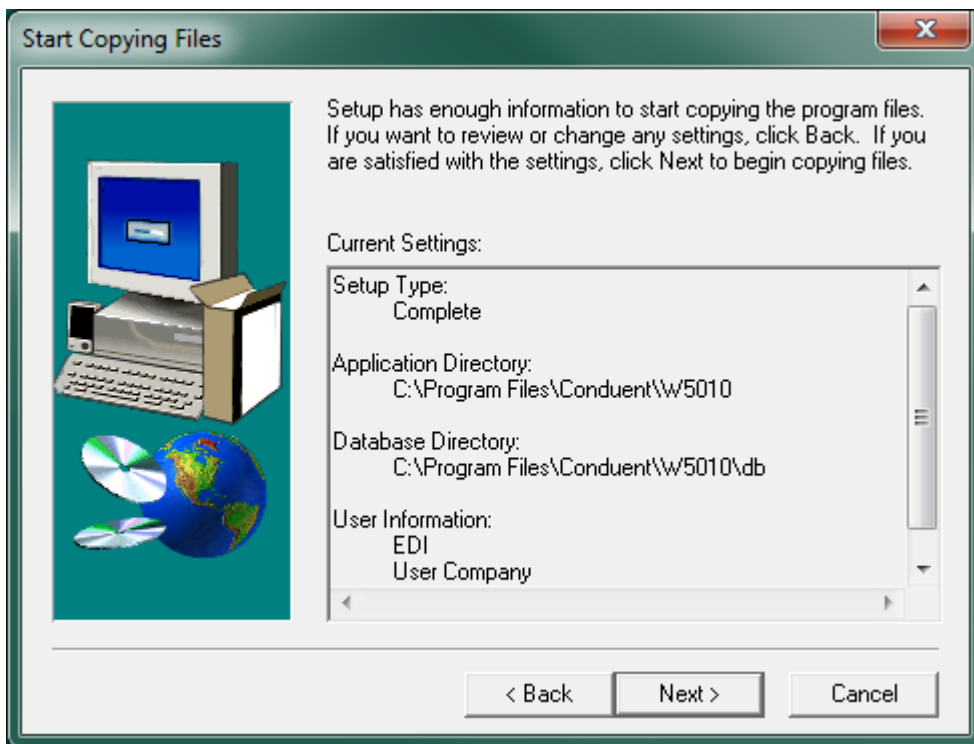 Start Copying Files
Setup has enough information to start copying the program files.
If you want to review or change any settings, click Back. If you
are satisfied with the settings, click Next to begin copying files.
Current Settings:
Setup Type:
Complete
Application Directory:
C:\Program Files\Conduent\W5010
Database Directory:
C:\Program Files\Conduent\W5010\db
User Information:
EDI
User Company
< Back
Next >
Cancel